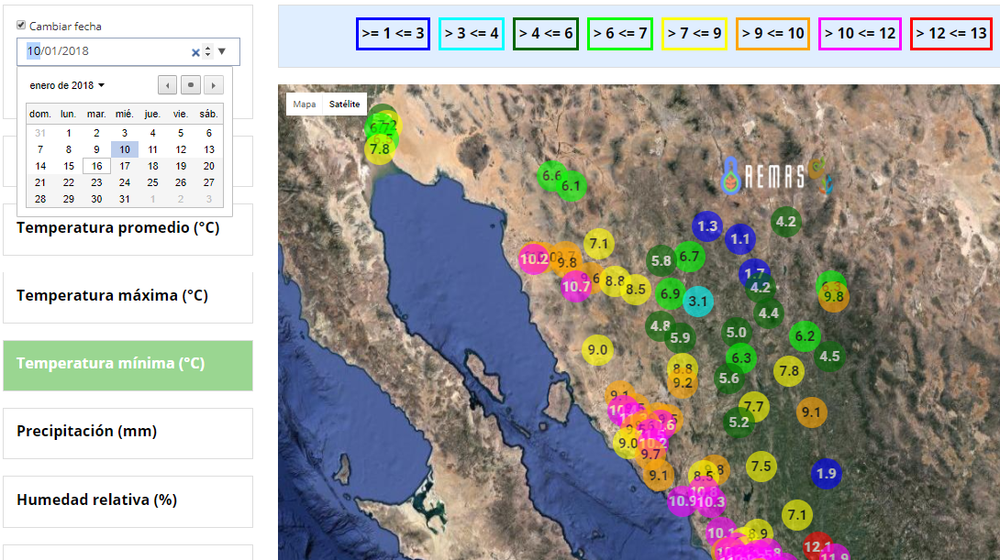 Cambiar fecha
10/01/2018
enero de 2018
dom. lun. mar. mié. jue. vie. sáb.
31 1 2 3 4 5 6
7 8 9 10 11 12 13
14 15 16 17 18 19 20
21 22 23 24 25 26 27
28 29 30 31 1 2 3
Temperatura promedio (°C)
Temperatura máxima (°C)
Temperatura mínima (°C)
Precipitación (mm)
Humedad relativa (%)
>= 1 <= 3
> 3 <= 4
> 4 <= 6
> 6 <= 7
> 7 <= 9
> 9 <= 10
> 10 <= 12
> 12 <= 13
Mapa Satélite
REMAS
7.8
6.6
6.1
1.3
1.1
4.2
7.1
10.2
9.8
5.8
6.7
10.7
8.8
8.5
6.9
3.1
1.7
4.2
9.8
4.4
4.8
5.9
5.0
6.2
9.0
6.3
4.5
8.8
9.2
5.6
7.8
9.1
7.7
9.1
5.2
9.0
10.2
9.7
9.1
8.5
7.5
1.9
10.9
10.3
7.1
10.1
8.9
12.1
11.9